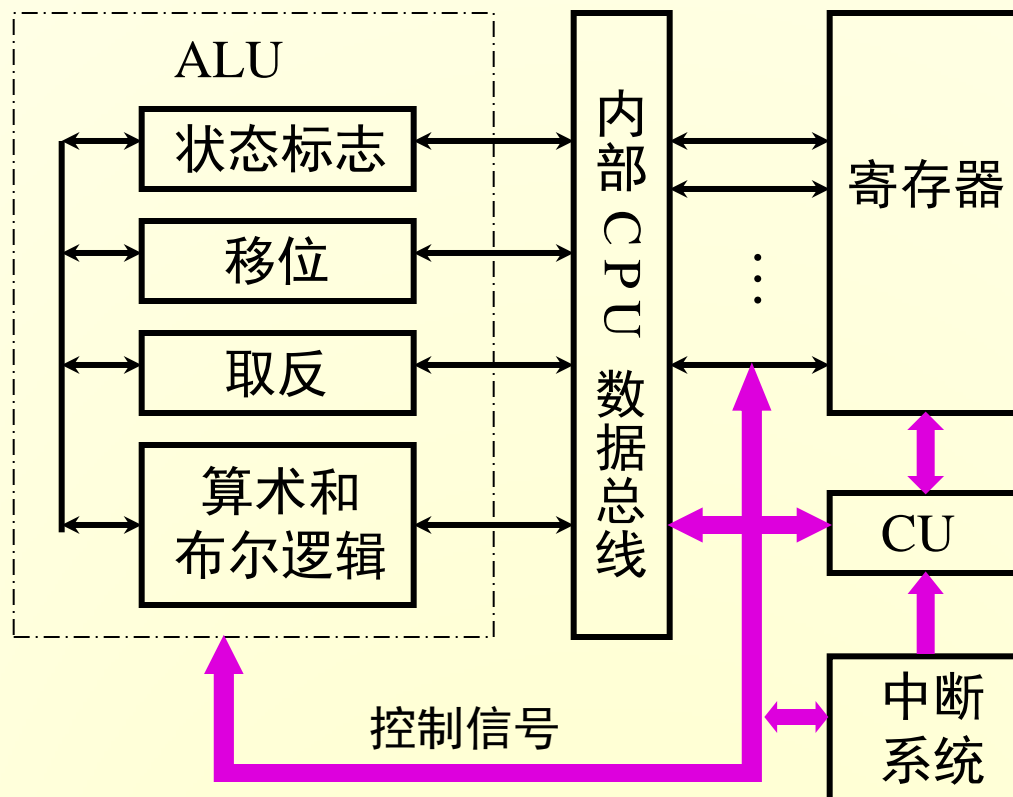 ALU
状态标志
移位
取反
算术和
布尔逻辑
内部CPU数据总线
⋮
寄存器
CU
中断
系统
控制信号